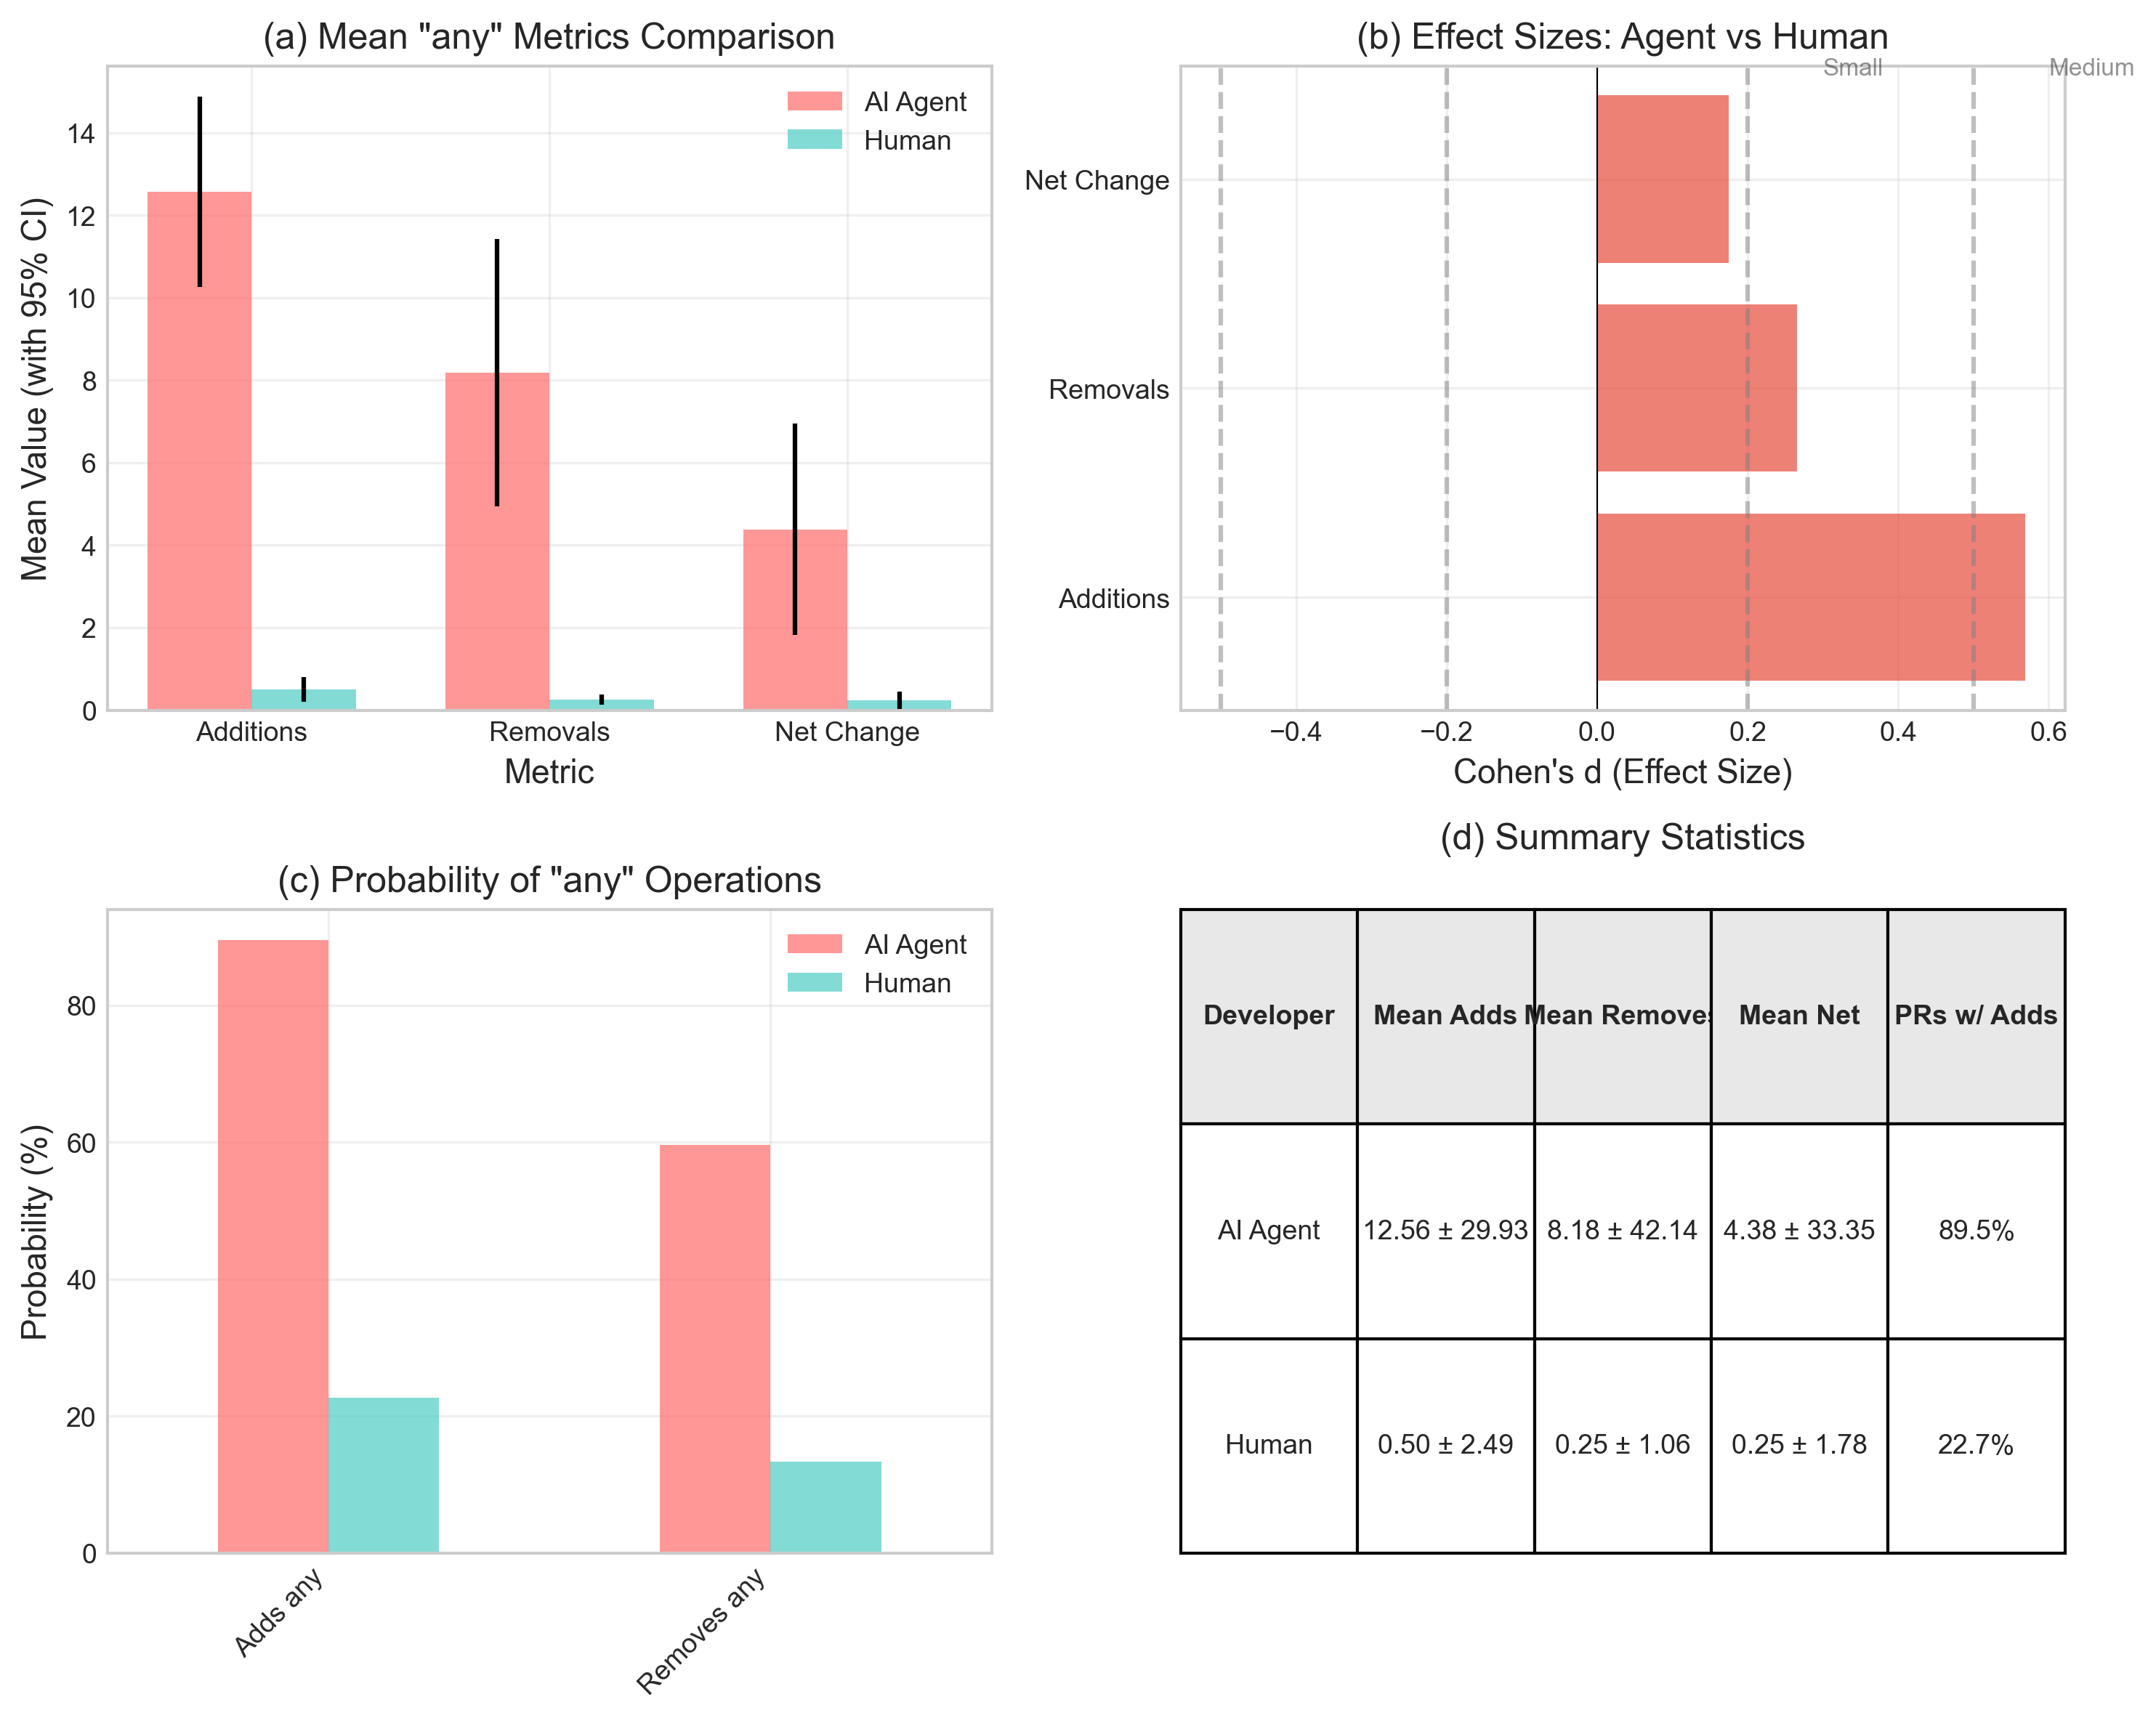 (a) Mean "any" Metrics Comparison
AI Agent
Human
Mean Value (with 95% CI)
14
12
10
8
6
4
2
0
Additions
Removals
Net Change
Metric
(b) Effect Sizes: Agent vs Human
Small
Medium
Net Change
Removals
Additions
−0.4
−0.2
0.0
0.2
0.4
0.6
Cohen's d (Effect Size)
(c) Probability of "any" Operations
AI Agent
Human
Probability (%)
80
60
40
20
0
Adds any
Removes any
(d) Summary Statistics
Developer Mean Adds Mean Removes Mean Net PRs w/ Adds
AI Agent 12.56 ± 29.93 8.18 ± 42.14 4.38 ± 33.35 89.5%
Human 0.50 ± 2.49 0.25 ± 1.06 0.25 ± 1.78 22.7%